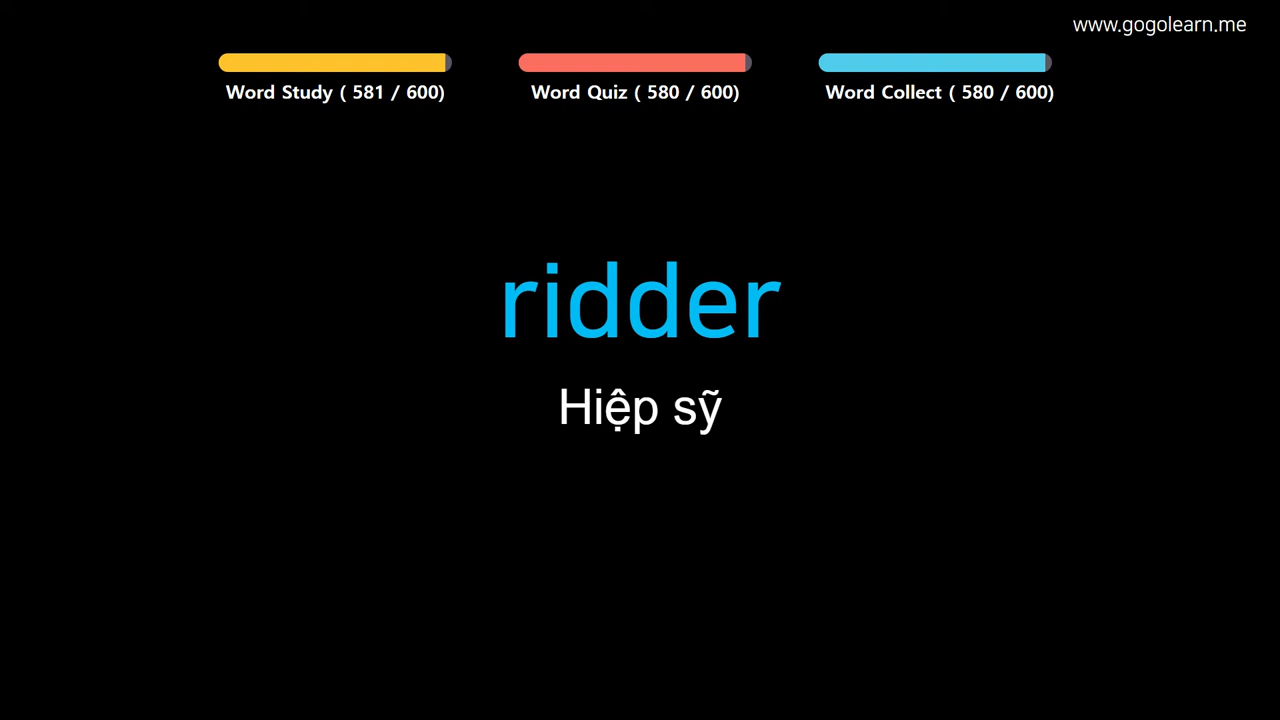 www.gogolearn.me
Word Study ( 581 / 600)
Word Quiz ( 580 / 600)
Word Collect ( 580 / 600)
ridder
Hiệp sỹ